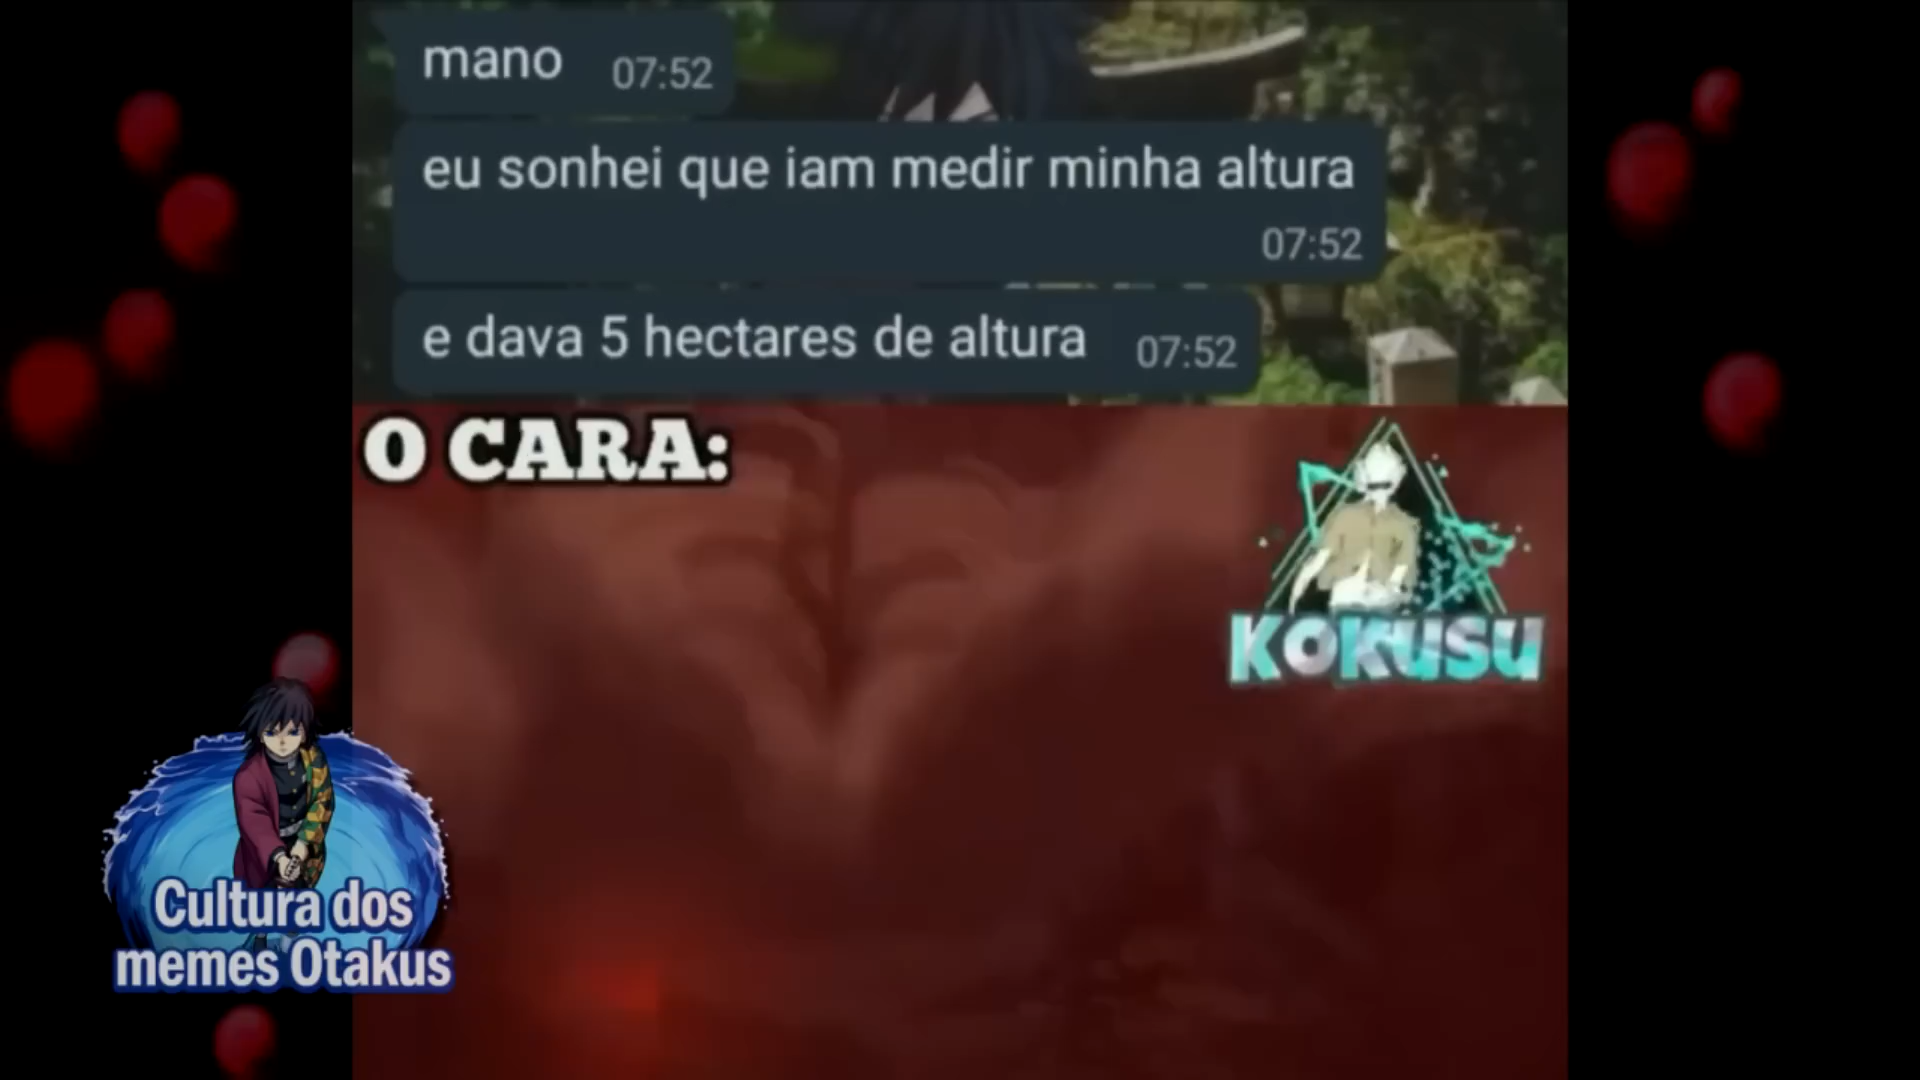 mano 07:52
eu sonhei que iam medir minha altura
07:52
e dava 5 hectares de altura 07:52
O CARA:
KOKUSU
Cultura dos
memes Otakus